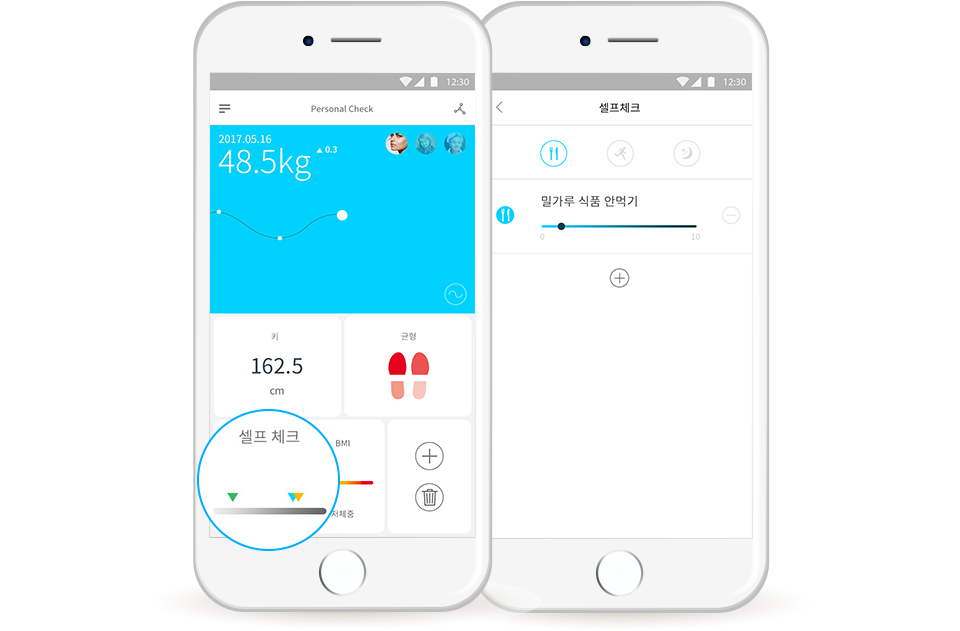 12:30
Personal Check
2017.05.16
48.5kg ▲ 0.3
키
162.5
cm
균형
셀프 체크
BMI
저체중
12:30
셀프체크
밀가루 식품 안먹기
0 10